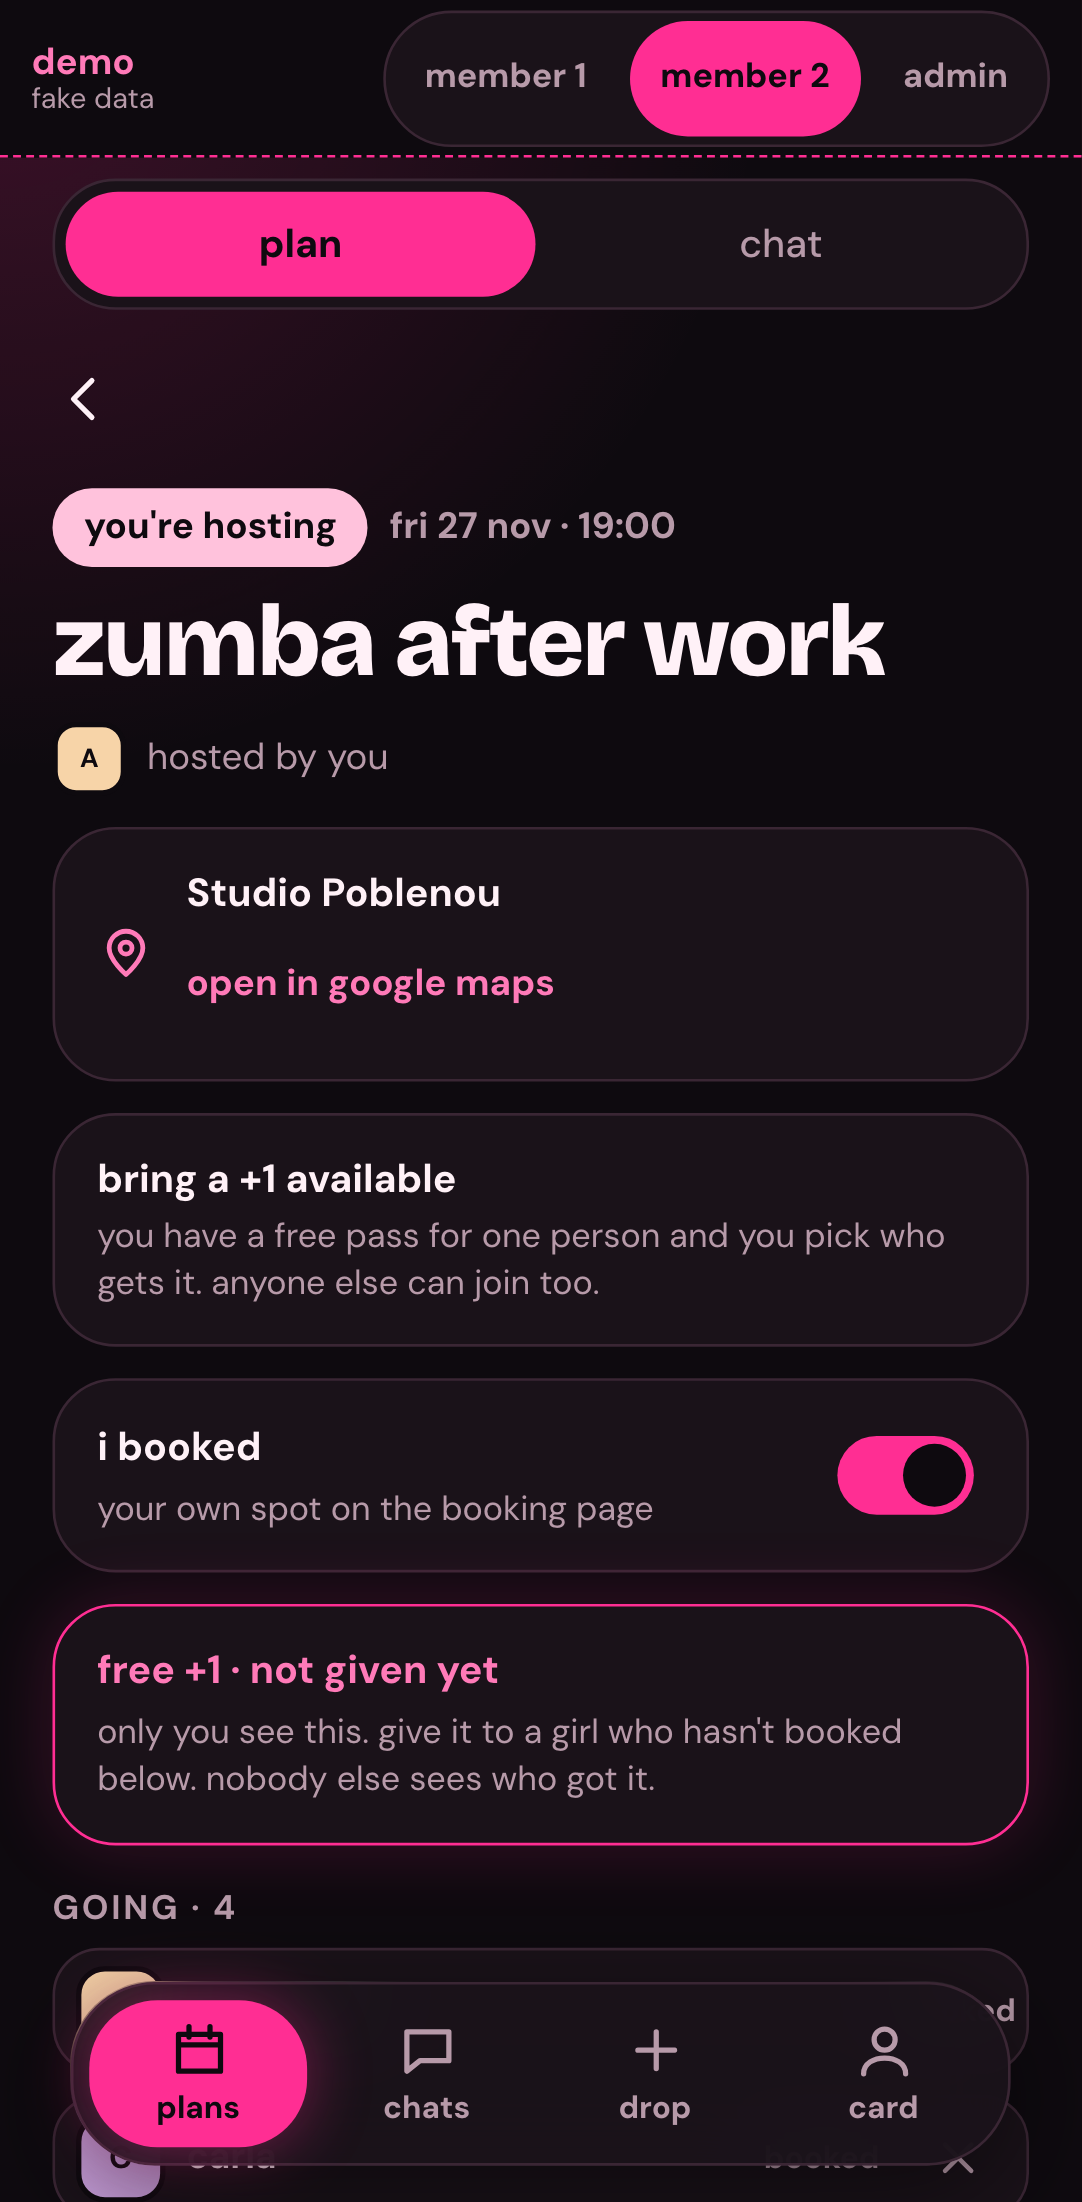 demo
fake data
member 1
member 2
admin
plan
chat
you're hosting
fri 27 nov · 19:00
zumba after work
A
hosted by you
Studio Poblenou
open in google maps
bring a +1 available
you have a free pass for one person and you pick who
gets it. anyone else can join too.
i booked
your own spot on the booking page
free +1 · not given yet
only you see this. give it to a girl who hasn't booked
below. nobody else sees who got it.
GOING · 4
plans
chats
drop
card
carla
booked